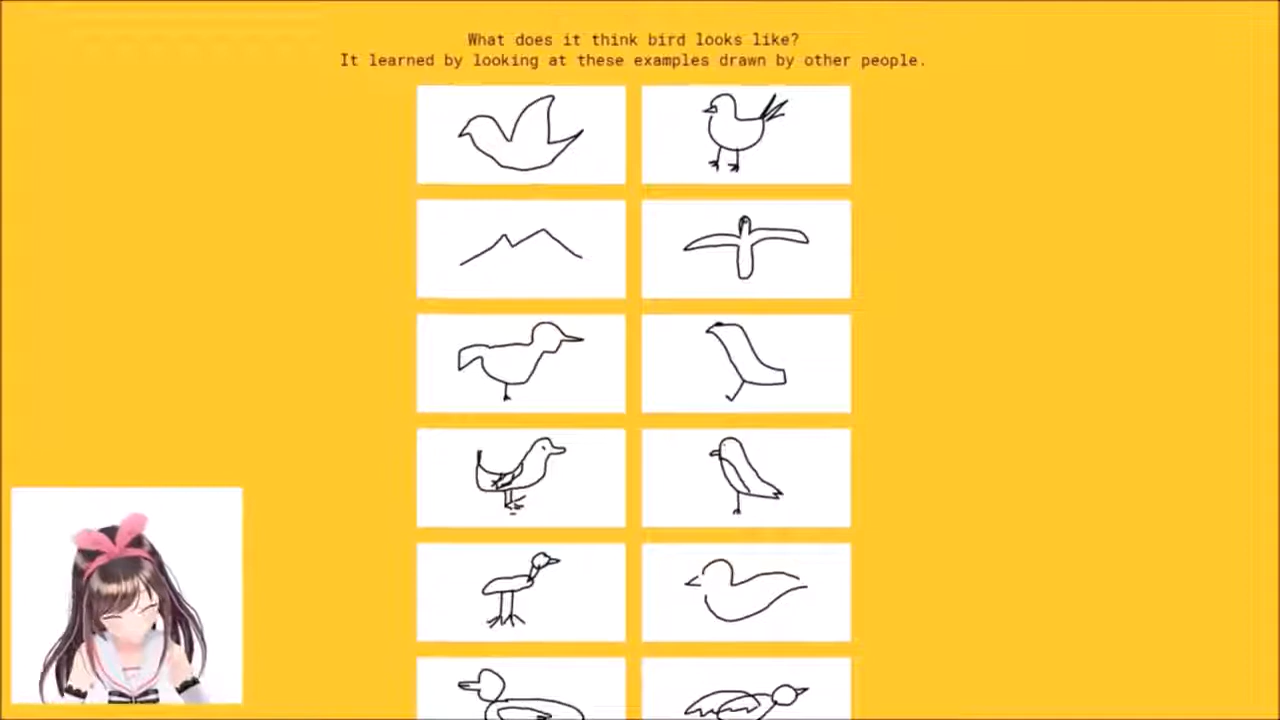 What does it think bird looks like?
It learned by looking at these examples drawn by other people.